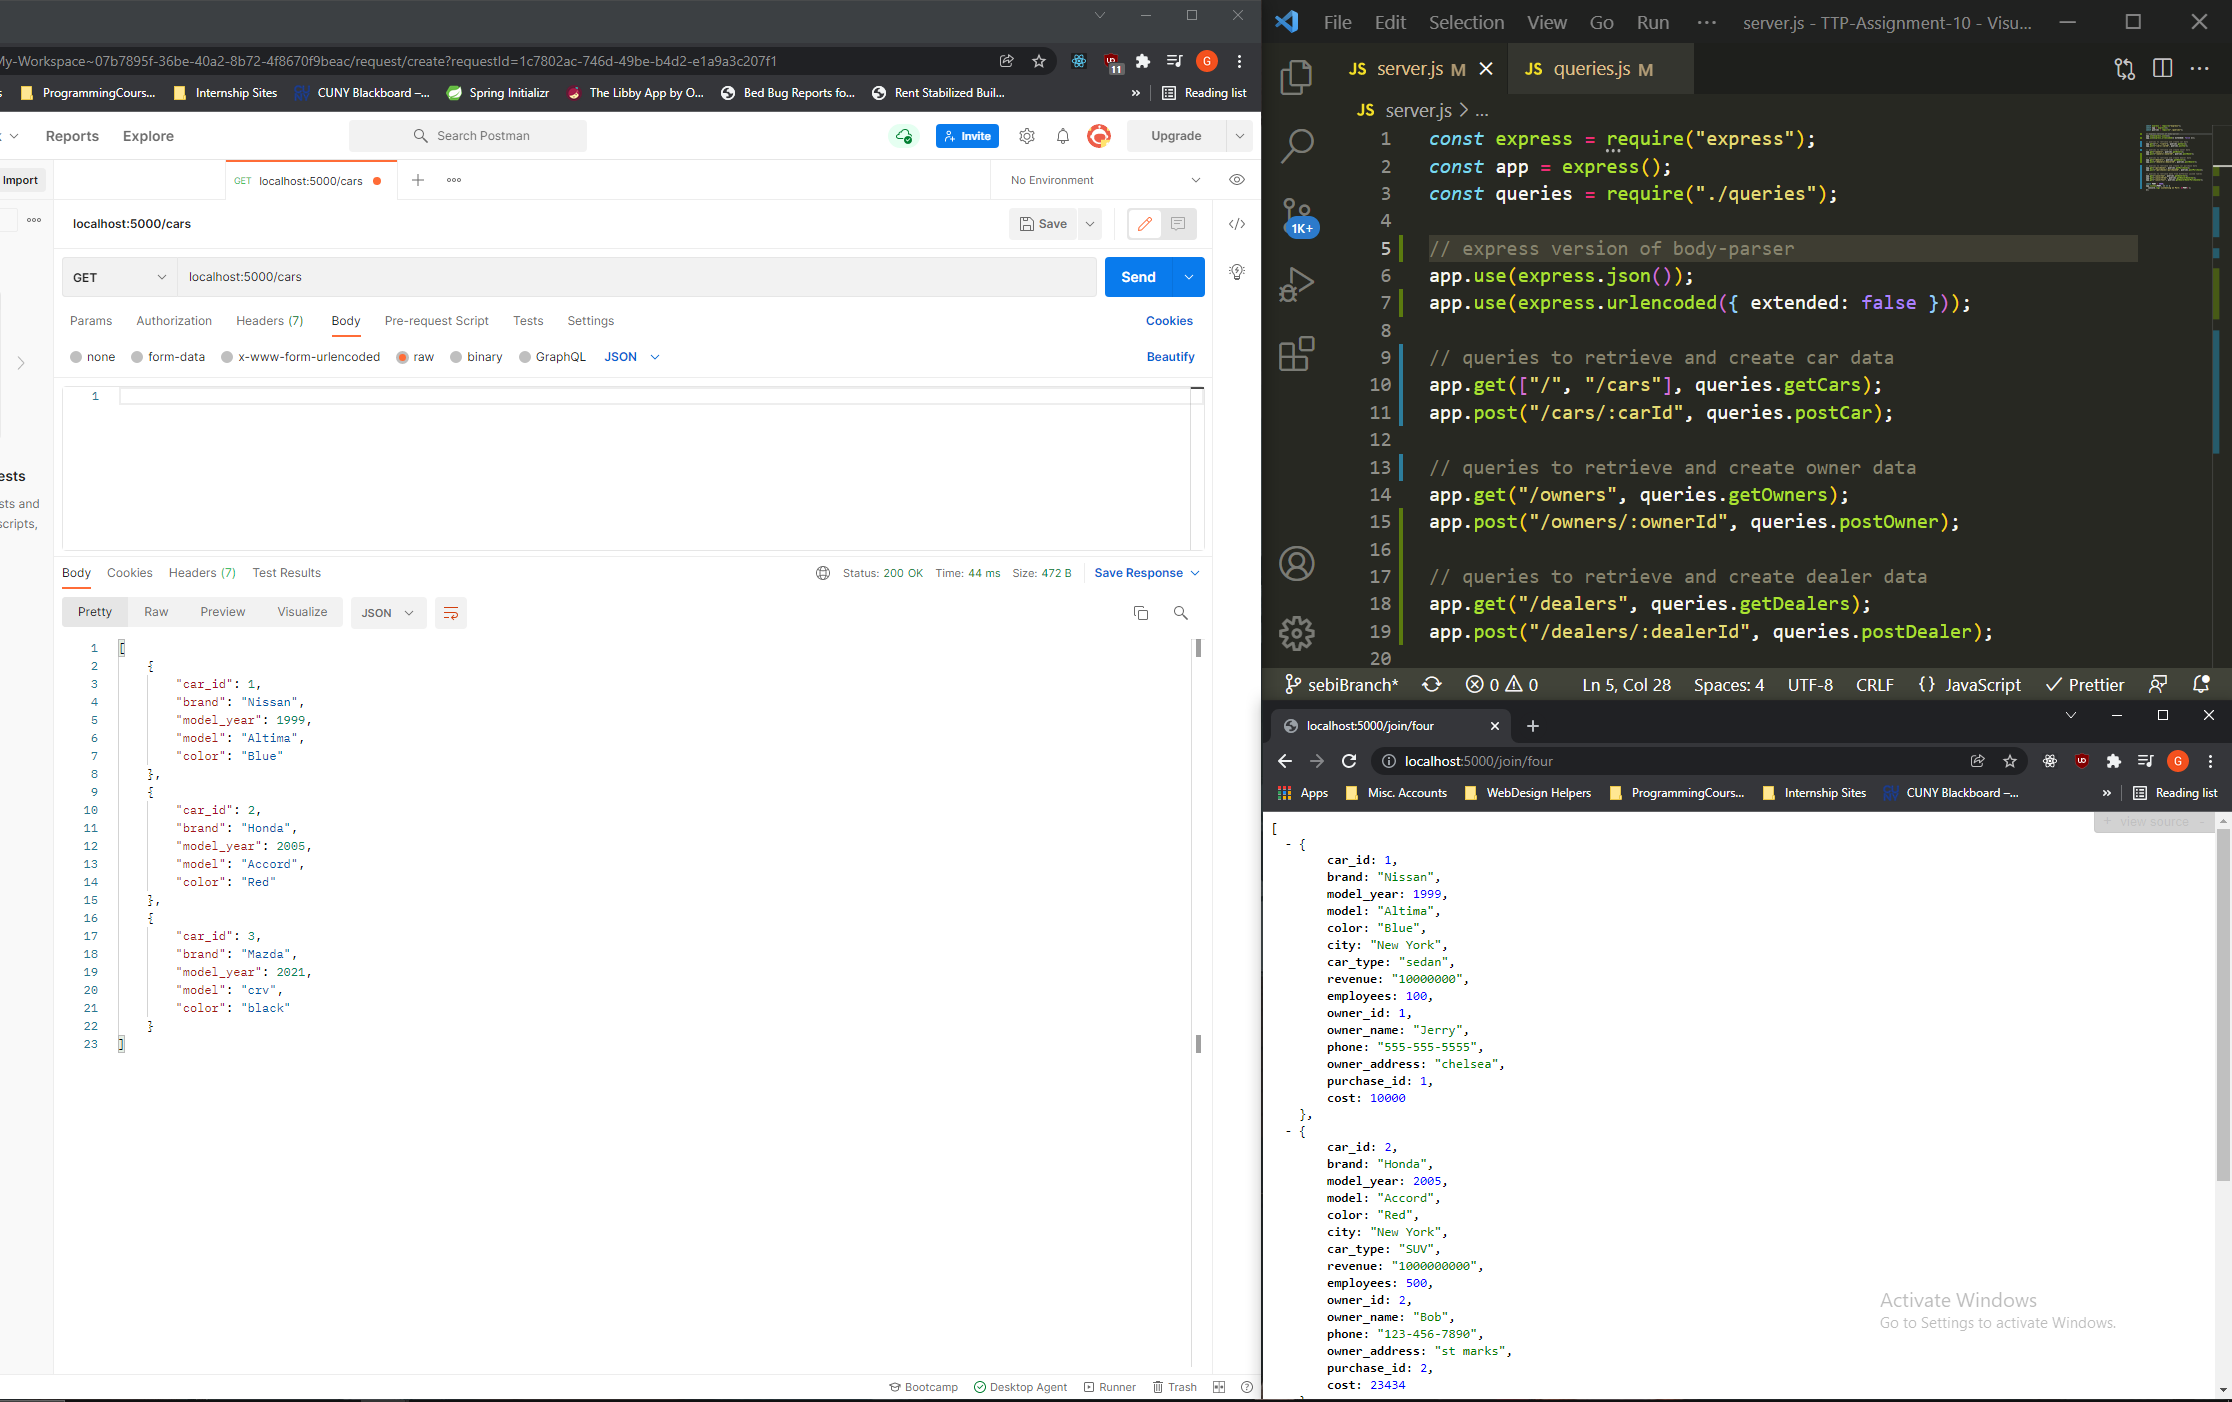 My-Workspace~07b7895f-36be-40a2-8b72-4f8670f9beac/request/create?requestId=1c7802ac-746d-49be-b4d2-e1a9a3c207f1
11
G
ProgrammingCours...
Internship Sites
CUNY Blackboard –...
Spring Initializr
The Libby App by O...
Bed Bug Reports fo...
Rent Stabilized Buil...
»
Reading list
Reports
Explore
Search Postman
Invite
Upgrade
Import
GET localhost:5000/cars
No Environment
localhost:5000/cars
Save
GET
localhost:5000/cars
Send
Params
Authorization
Headers (7)
Body
Pre-request Script
Tests
Settings
Cookies
none
form-data
x-www-form-urlencoded
raw
binary
GraphQL
JSON
Beautify
1
ests
sts and
scripts,
Body
Cookies
Headers (7)
Test Results
Status: 200 OK
Time: 44 ms
Size: 472 B
Save Response
Pretty
Raw
Preview
Visualize
JSON
1 [
2 {
3 "car_id": 1,
4 "brand": "Nissan",
5 "model_year": 1999,
6 "model": "Altima",
7 "color": "Blue"
8 },
9 {
10 "car_id": 2,
11 "brand": "Honda",
12 "model_year": 2005,
13 "model": "Accord",
14 "color": "Red"
15 },
16 {
17 "car_id": 3,
18 "brand": "Mazda",
19 "model_year": 2021,
20 "model": "crv",
21 "color": "black"
22 }
23 ]
Bootcamp
Desktop Agent
Runner
Trash
File
Edit
Selection
View
Go
Run
server.js - TTP-Assignment-10 - Visu...
JS server.js M
JS queries.js M
JS server.js > ...
1K+
1 const express = require("express");
2 const app = express();
3 const queries = require("./queries");
4
5 // express version of body-parser
6 app.use(express.json());
7 app.use(express.urlencoded({ extended: false }));
8
9 // queries to retrieve and create car data
10 app.get(["/", "/cars"], queries.getCars);
11 app.post("/cars/:carId", queries.postCar);
12
13 // queries to retrieve and create owner data
14 app.get("/owners", queries.getOwners);
15 app.post("/owners/:ownerId", queries.postOwner);
16
17 // queries to retrieve and create dealer data
18 app.get("/dealers", queries.getDealers);
19 app.post("/dealers/:dealerId", queries.postDealer);
20
sebiBranch*
0
0
Ln 5, Col 28
Spaces: 4
UTF-8
CRLF
{} JavaScript
Prettier
localhost:5000/join/four
localhost:5000/join/four
G
Apps
Misc. Accounts
WebDesign Helpers
ProgrammingCours...
Internship Sites
CUNY Blackboard –...
»
Reading list
+ view source -
[
- {
car_id: 1,
brand: "Nissan",
model_year: 1999,
model: "Altima",
color: "Blue",
city: "New York",
car_type: "sedan",
revenue: "10000000",
employees: 100,
owner_id: 1,
owner_name: "Jerry",
phone: "555-555-5555",
owner_address: "chelsea",
purchase_id: 1,
cost: 10000
},
- {
car_id: 2,
brand: "Honda",
model_year: 2005,
model: "Accord",
color: "Red",
city: "New York",
car_type: "SUV",
revenue: "1000000000",
employees: 500,
owner_id: 2,
owner_name: "Bob",
phone: "123-456-7890",
owner_address: "st marks",
purchase_id: 2,
cost: 23434
Activate Windows
Go to Settings to activate Windows.